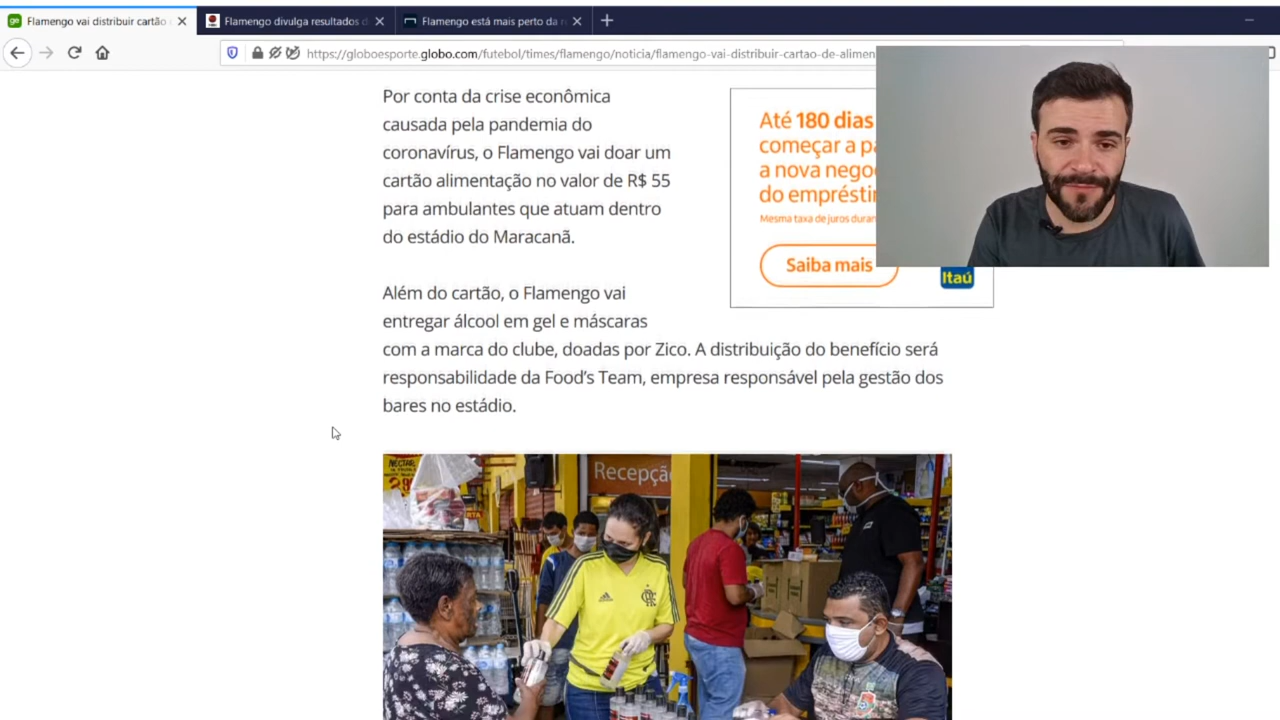 Flamengo vai distribuir cartão
Flamengo divulga resultados d
Flamengo está mais perto da r
https://globoesporte.globo.com/futebol/times/flamengo/noticia/flamengo-vai-distribuir-cartao-de-alimen
Por conta da crise econômica
causada pela pandemia do
coronavírus, o Flamengo vai doar um
cartão alimentação no valor de R$ 55
para ambulantes que atuam dentro
do estádio do Maracanã.
Até 180 dias
começar a pa
a nova nego
do emprésti
Mesma taxa de juros duran
Saiba mais
Itaú
Além do cartão, o Flamengo vai
entregar álcool em gel e máscaras
com a marca do clube, doadas por Zico. A distribuição do benefício será
responsabilidade da Food's Team, empresa responsável pela gestão dos
bares no estádio.
NÉCTAR
Recepçã